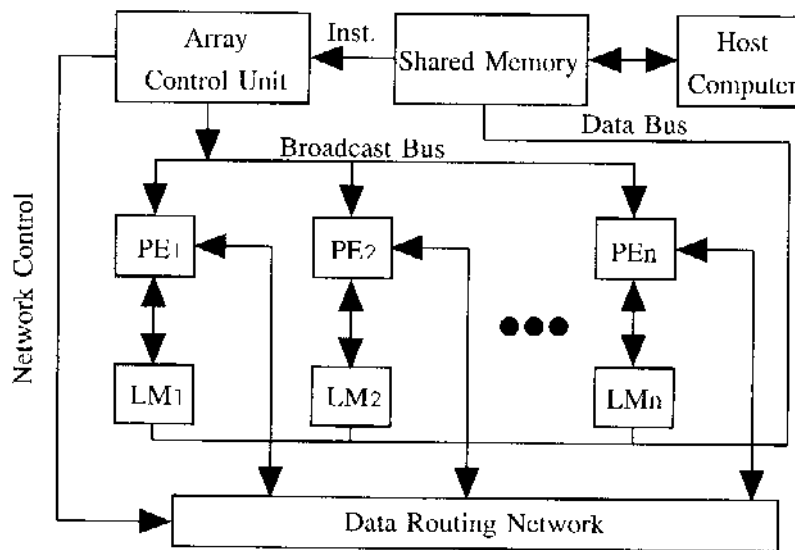 Array
Control Unit
Inst.
Shared Memory
Host
Computer
Data Bus
Broadcast Bus
Network Control
PE1
PE2
PEn
LM1
LM2
LMn
Data Routing Network